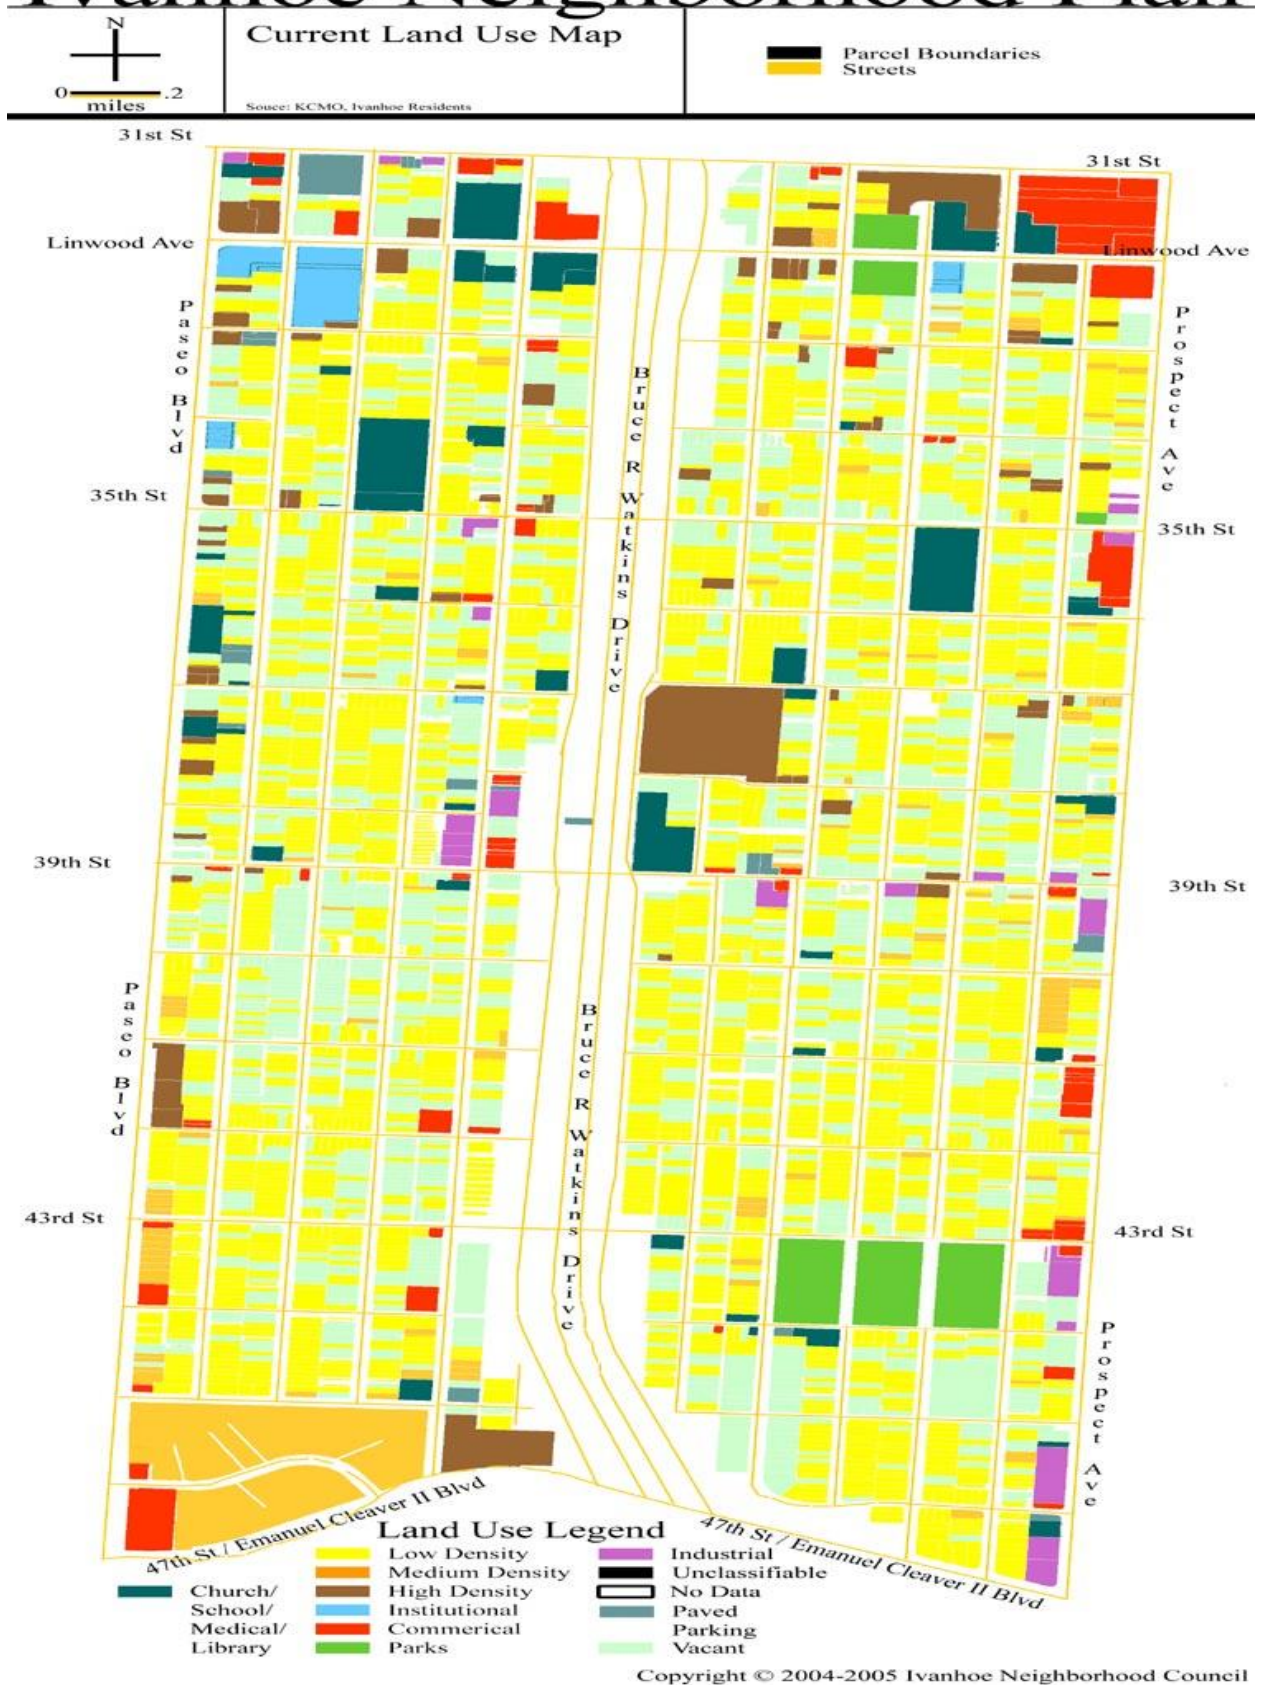 Ivanhoe Neighborhood Plan
N
0 .2
miles
Current Land Use Map
Souce: KCMO, Ivanhoe Residents
Parcel Boundaries
Streets
31st St
31st St
Linwood Ave
Linwood Ave
Paseo Blvd
Prospect Ave
Bruce R Watkins Drive
35th St
35th St
39th St
39th St
Paseo Blvd
Bruce R Watkins Drive
43rd St
43rd St
Prospect Ave
47th St / Emanuel Cleaver II Blvd
47th St / Emanuel Cleaver II Blvd
Land Use Legend
Church/
School/
Medical/
Library
Low Density
Medium Density
High Density
Institutional
Commerical
Parks
Industrial
Unclassifiable
No Data
Paved
Parking
Vacant
Copyright © 2004-2005 Ivanhoe Neighborhood Council